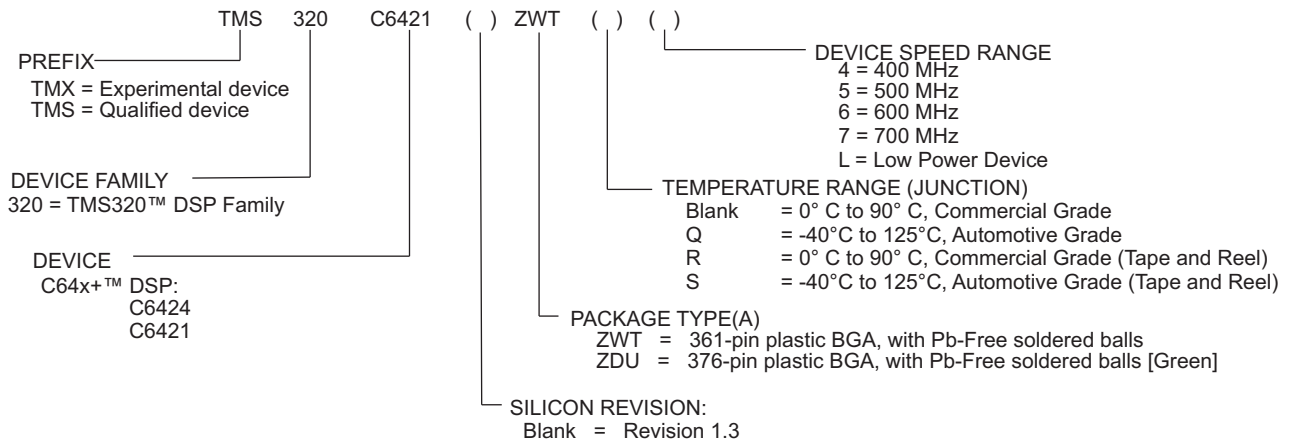 TMS 320 C6421 ( ) ZWT ( ) ( )
PREFIX
TMX = Experimental device
TMS = Qualified device
DEVICE SPEED RANGE
4 = 400 MHz
5 = 500 MHz
6 = 600 MHz
7 = 700 MHz
L = Low Power Device
DEVICE FAMILY
320 = TMS320™ DSP Family
TEMPERATURE RANGE (JUNCTION)
Blank = 0° C to 90° C, Commercial Grade
Q = -40°C to 125°C, Automotive Grade
R = 0° C to 90° C, Commercial Grade (Tape and Reel)
S = -40°C to 125°C, Automotive Grade (Tape and Reel)
DEVICE
C64x+™ DSP:
C6424
C6421
PACKAGE TYPE(A)
ZWT = 361-pin plastic BGA, with Pb-Free soldered balls
ZDU = 376-pin plastic BGA, with Pb-Free soldered balls [Green]
SILICON REVISION:
Blank = Revision 1.3